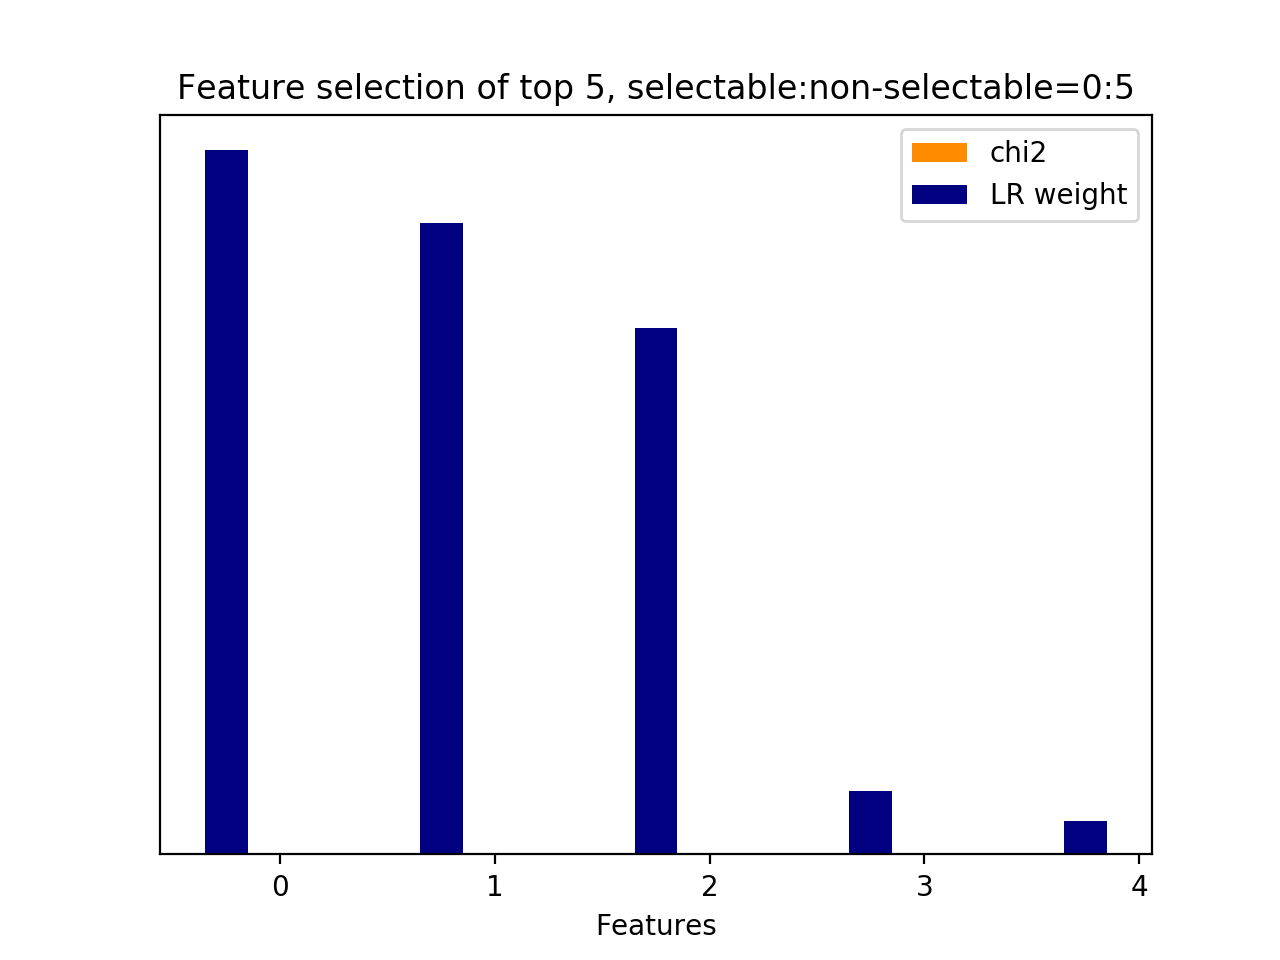 Feature selection of top 5, selectable:non-selectable=0:5
chi2
LR weight
0 1 2 3 4
Features